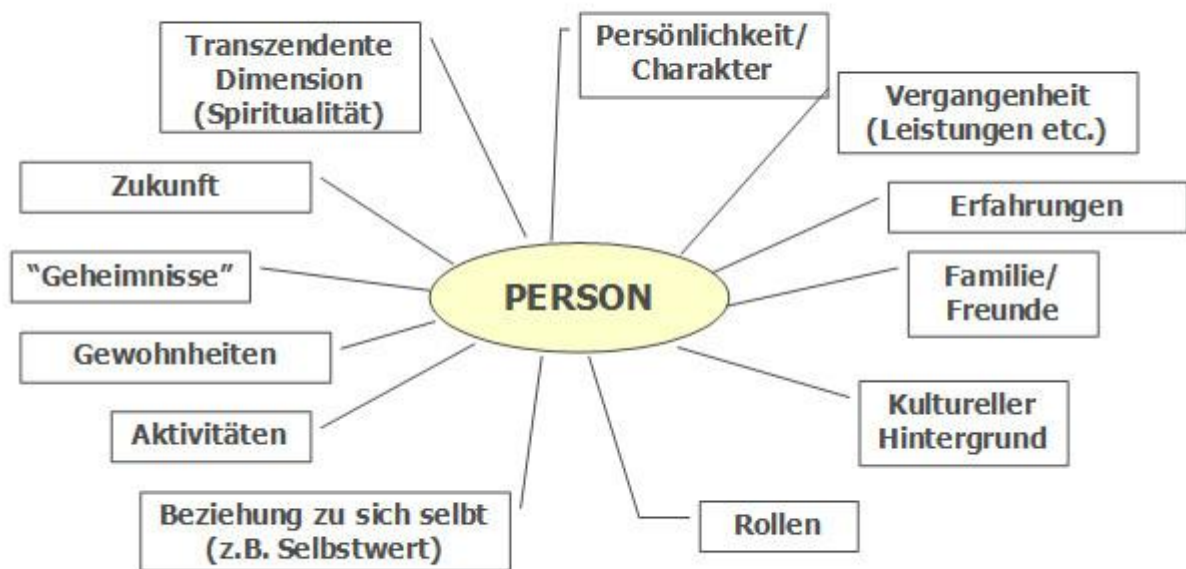 Transzendente
Dimension
(Spiritualität)
Persönlichkeit/
Charakter
Vergangenheit
(Leistungen etc.)
Zukunft
Erfahrungen
"Geheimnisse"
PERSON
Familie/
Freunde
Gewohnheiten
Aktivitäten
Kultureller
Hintergrund
Beziehung zu sich selbt
(z.B. Selbstwert)
Rollen